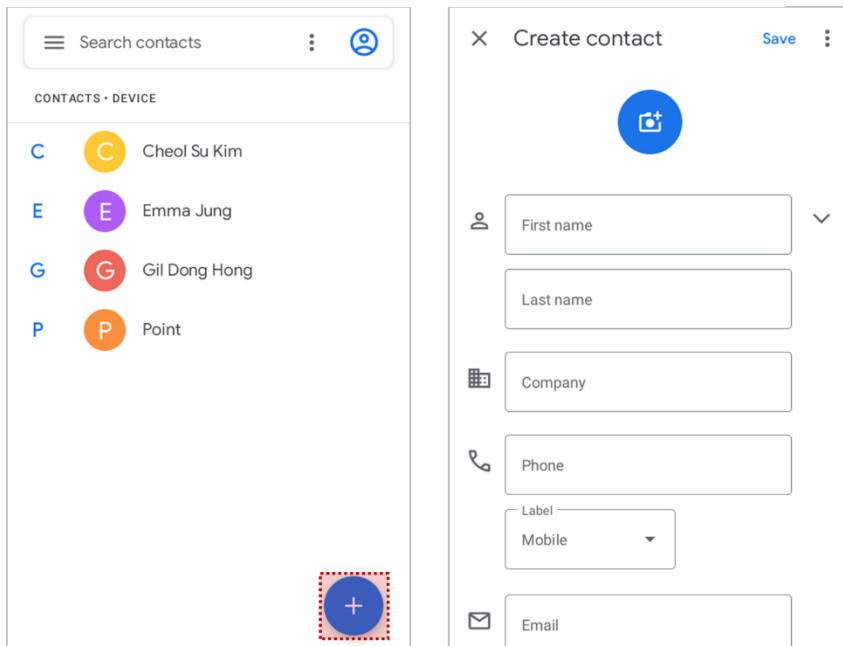 Search contacts
CONTACTS • DEVICE
C
C
Cheol Su Kim
E
E
Emma Jung
G
G
Gil Dong Hong
P
P
Point
Create contact
Save
First name
Last name
Company
Phone
Label
Mobile
Email